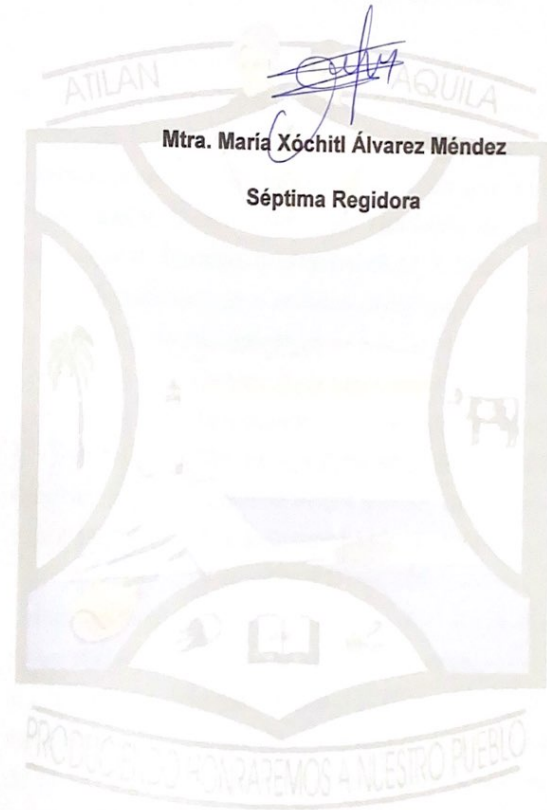 ATILAN AQUILA
Mtra. María Xóchitl Álvarez Méndez
Séptima Regidora
PRODUCIENDO HONRAREMOS A NUESTRO PUEBLO